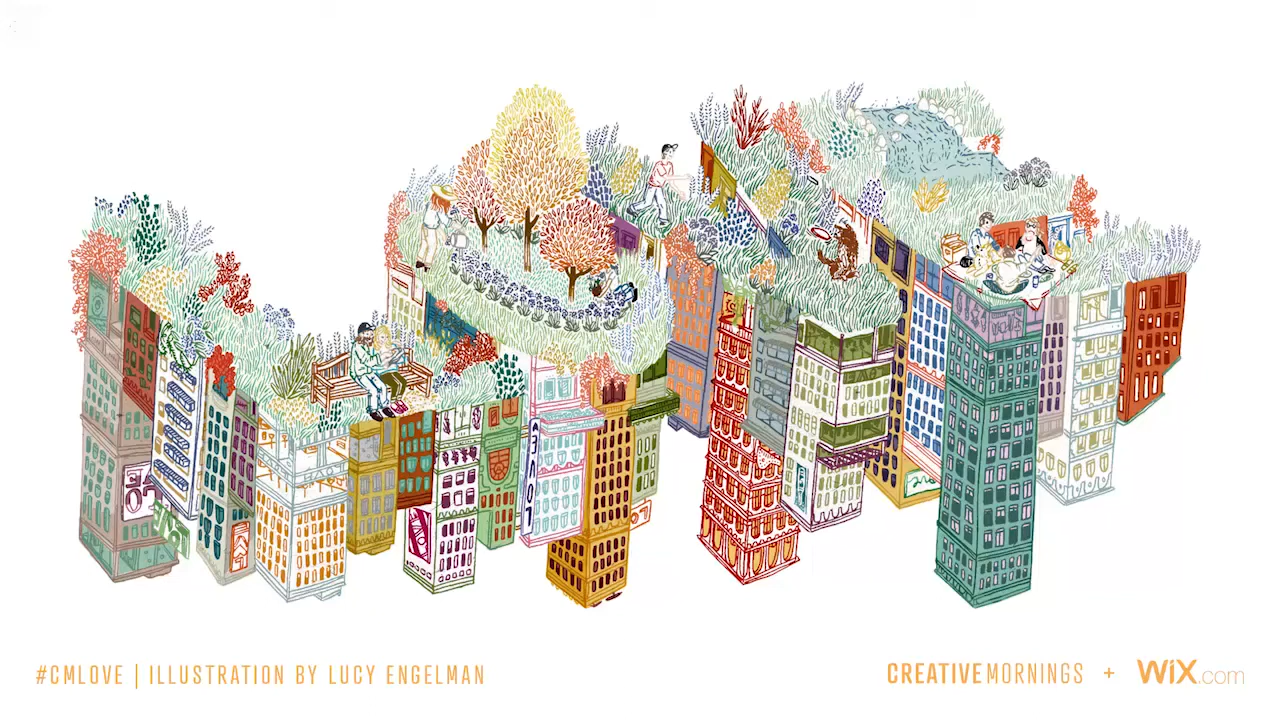 #CMLOVE | ILLUSTRATION BY LUCY ENGELMAN
CREATIVEMORNINGS + WiX.com